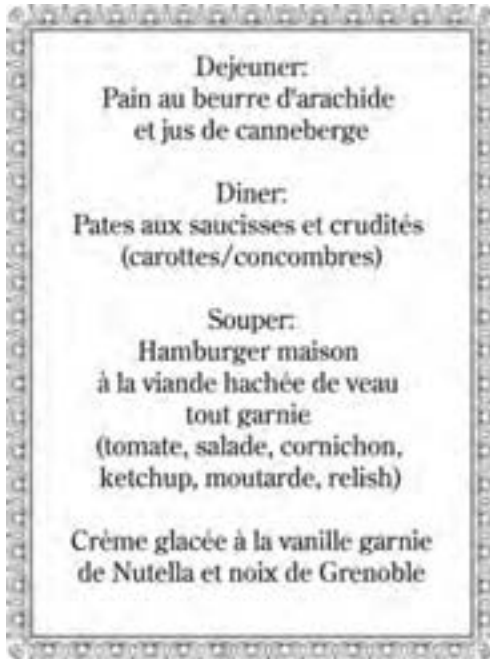 Dejeuner:
Pain au beurre d'arachide
et jus de canneberge
Diner:
Pates aux saucisses et crudités
(carottes/concombres)
Souper:
Hamburger maison
à la viande hachée de veau
tout garnie
(tomate, salade, cornichon,
ketchup, moutarde, relish)
Crème glacée à la vanille garnie
de Nutella et noix de Grenoble